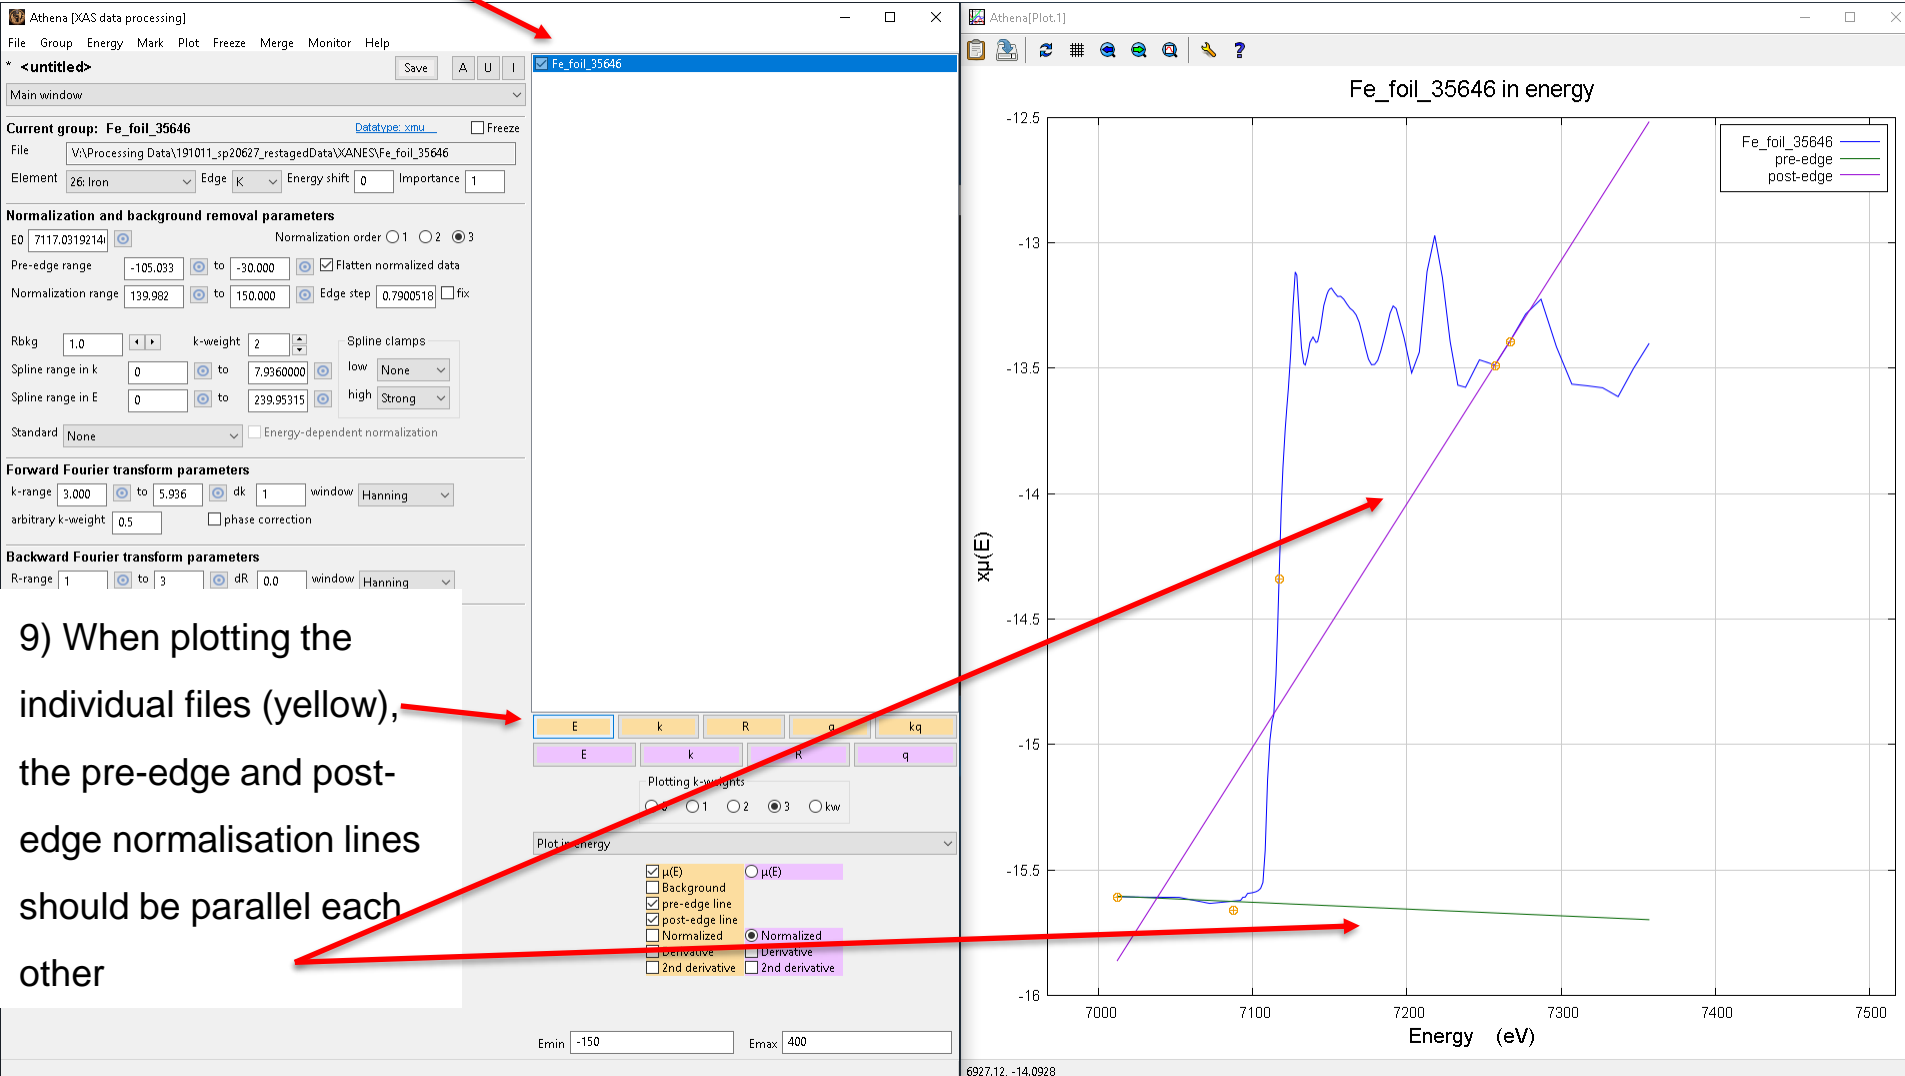 Athena [XAS data processing]
File Group Energy Mark Plot Freeze Merge Monitor Help
* <untitled>
Save A U I
Main window
Current group: Fe_foil_35646 Datatype: xmu Freeze
File V:\Processing Data\191011_sp20627_restagedData\XANES\Fe_foil_35646
Element 26: Iron Edge K Energy shift 0 Importance 1
Normalization and background removal parameters
E0 7117.0319214 Normalization order 1 2 3
Pre-edge range -105.033 to -30.000 Flatten normalized data
Normalization range 139.982 to 150.000 Edge step 0.7900518 fix
Rbkg 1.0 k-weight 2 Spline clamps
Spline range in k 0 to 7.9360000 low None
Spline range in E 0 to 239.95315 high Strong
Standard None Energy-dependent normalization
Forward Fourier transform parameters
k-range 3.000 to 5.936 dk 1 window Hanning
arbitrary k-weight 0.5 phase correction
Backward Fourier transform parameters
R-range 1 to 3 dR 0.0 window Hanning
9) When plotting the
individual files (yellow),
the pre-edge and post-
edge normalisation lines
should be parallel each
other
Fe_foil_35646
E k R q kq
E k R q
Plotting k-weights
0 1 2 3 kw
Plot in energy
μ(E) μ(E)
Background
pre-edge line
post-edge line
Normalized Normalized
Derivative Derivative
2nd derivative 2nd derivative
Emin -150 Emax 400
Athena[Plot.1]
Fe_foil_35646 in energy
Fe_foil_35646
pre-edge
post-edge
-12.5
-13
-13.5
-14
-14.5
-15
-15.5
-16
xμ(E)
7000 7100 7200 7300 7400 7500
Energy (eV)
6927.12, -14.0928